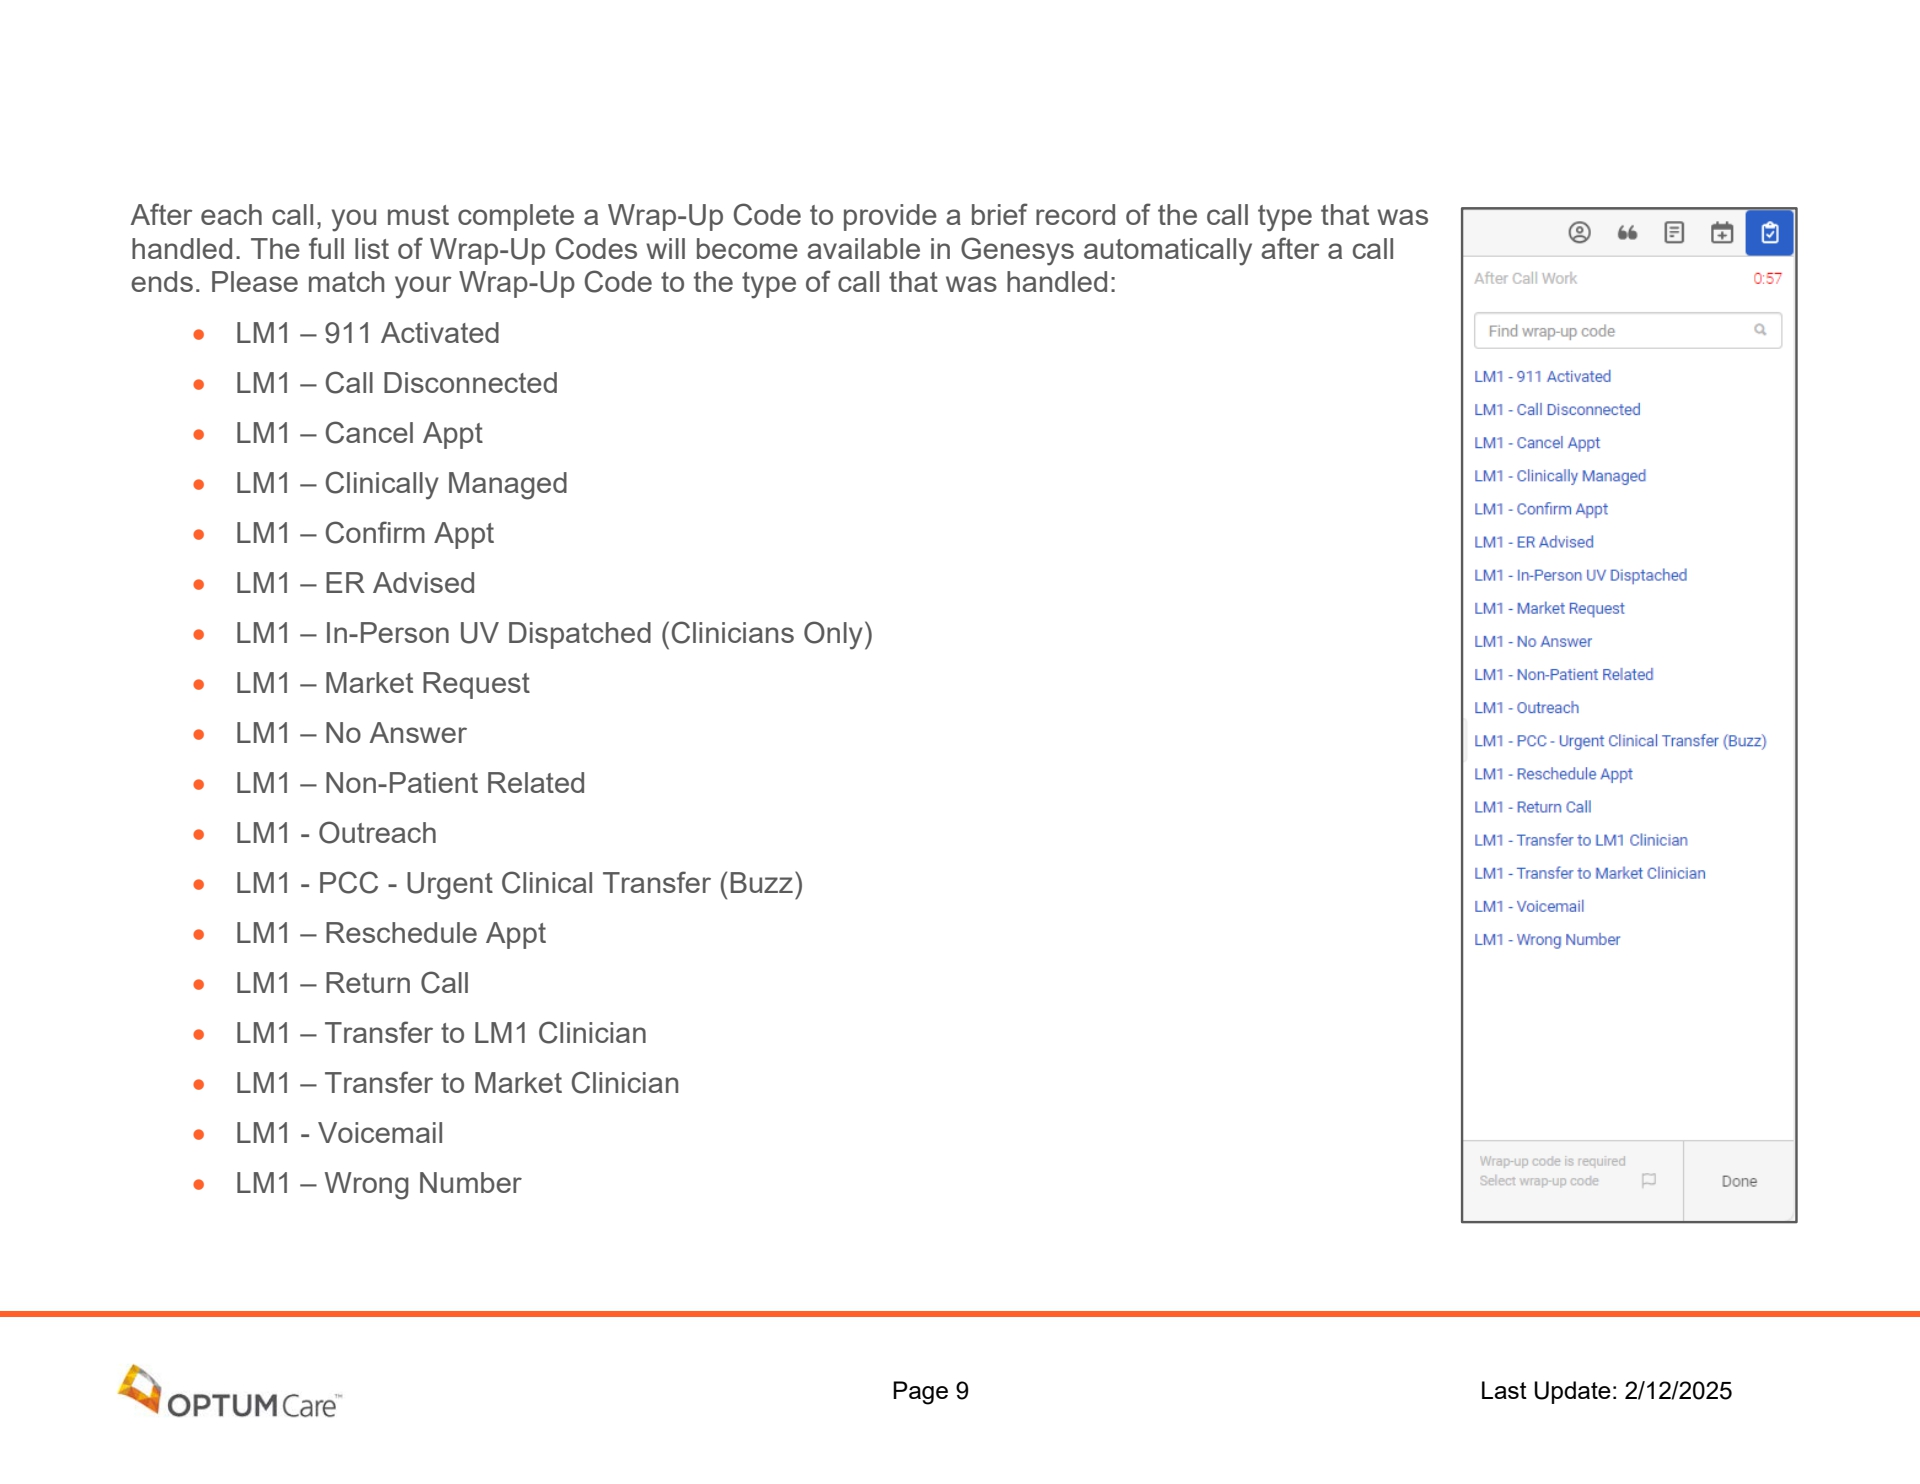 After each call, you must complete a Wrap-Up Code to provide a brief record of the call type that was
handled. The full list of Wrap-Up Codes will become available in Genesys automatically after a call
ends. Please match your Wrap-Up Code to the type of call that was handled:
• LM1 – 911 Activated
• LM1 – Call Disconnected
• LM1 – Cancel Appt
• LM1 – Clinically Managed
• LM1 – Confirm Appt
• LM1 – ER Advised
• LM1 – In-Person UV Dispatched (Clinicians Only)
• LM1 – Market Request
• LM1 – No Answer
• LM1 – Non-Patient Related
• LM1 - Outreach
• LM1 - PCC - Urgent Clinical Transfer (Buzz)
• LM1 – Reschedule Appt
• LM1 – Return Call
• LM1 – Transfer to LM1 Clinician
• LM1 – Transfer to Market Clinician
• LM1 - Voicemail
• LM1 – Wrong Number
After Call Work 0:57
Find wrap-up code
LM1 - 911 Activated
LM1 - Call Disconnected
LM1 - Cancel Appt
LM1 - Clinically Managed
LM1 - Confirm Appt
LM1 - ER Advised
LM1 - In-Person UV Disptached
LM1 - Market Request
LM1 - No Answer
LM1 - Non-Patient Related
LM1 - Outreach
LM1 - PCC - Urgent Clinical Transfer (Buzz)
LM1 - Reschedule Appt
LM1 - Return Call
LM1 - Transfer to LM1 Clinician
LM1 - Transfer to Market Clinician
LM1 - Voicemail
LM1 - Wrong Number
Wrap-up code is required
Select wrap-up code
Done
OPTUM Care™
Page 9
Last Update: 2/12/2025